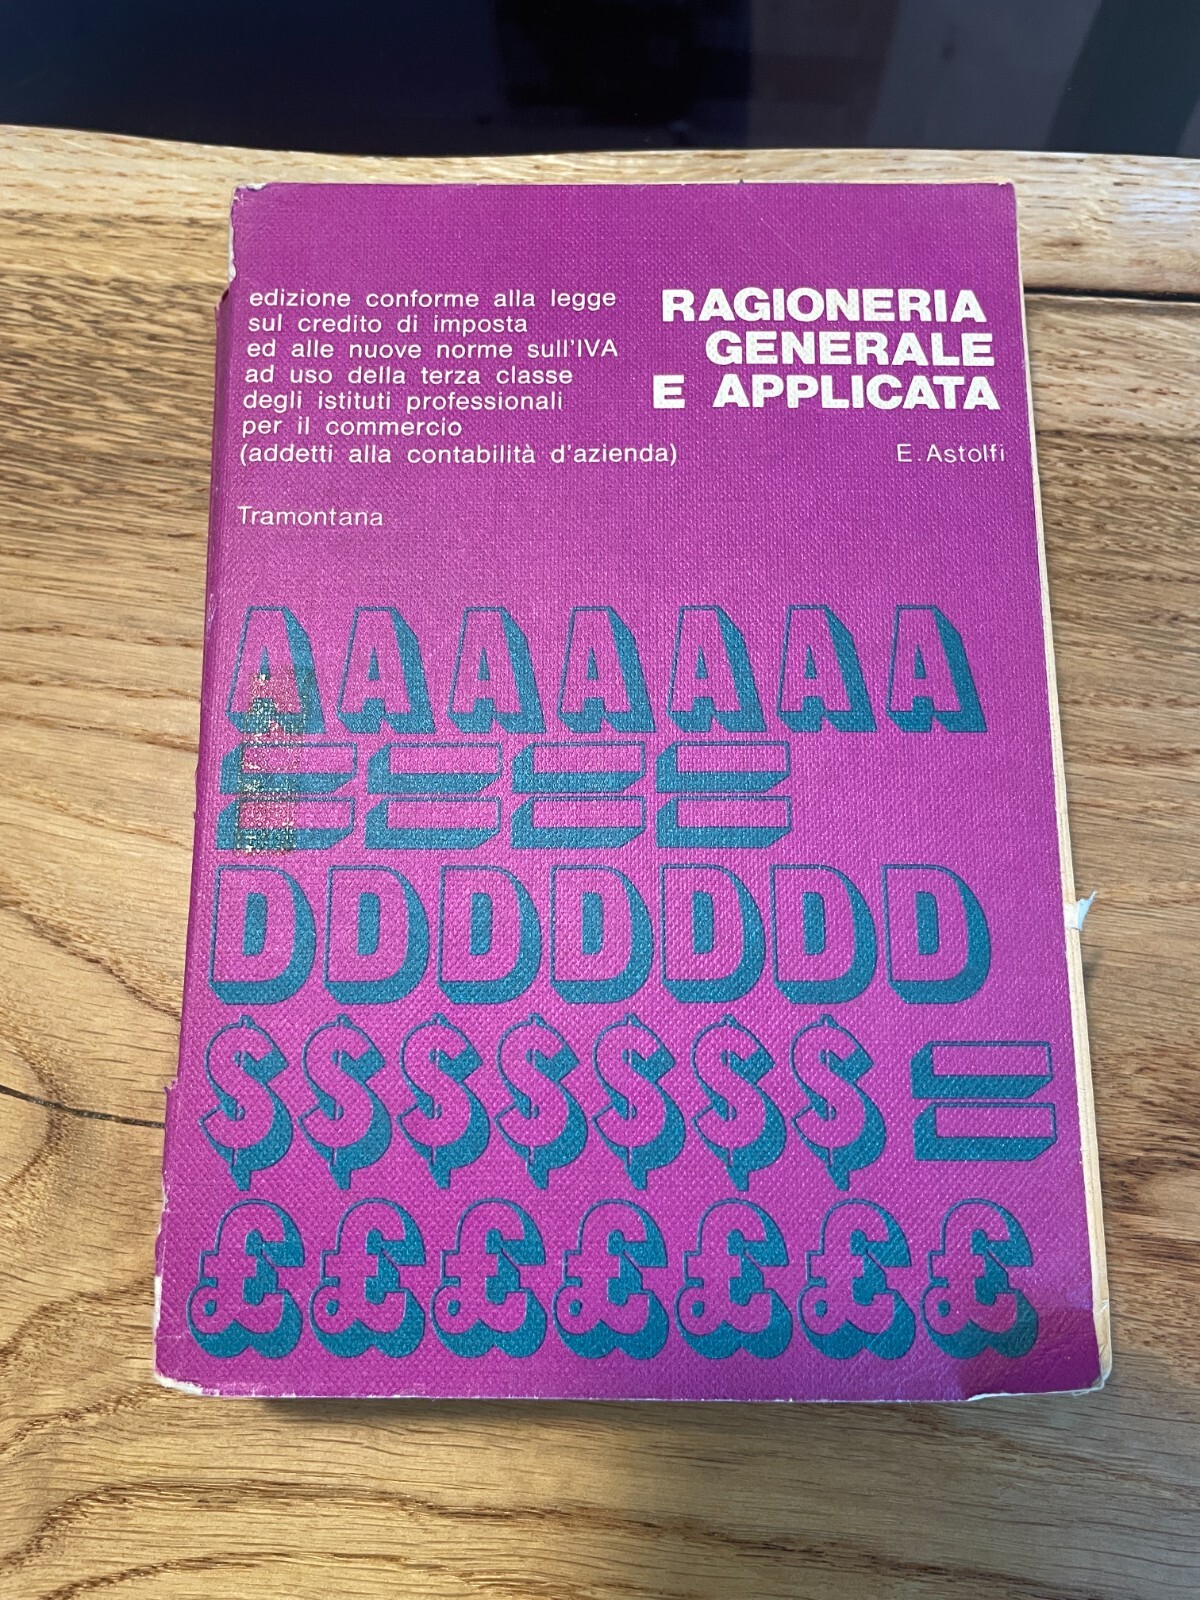 edizione conforme alla legge
sul credito di imposta
ed alle nuove norme sull'IVA
ad uso della terza classe
degli istituti professionali
per il commercio
(addetti alla contabilità d'azienda)
Tramontana
RAGIONERIA
GENERALE
E APPLICATA
E. Astolfi
AAAAAAA
====
DDDDDDD
$$$$$$$ =
£££££££